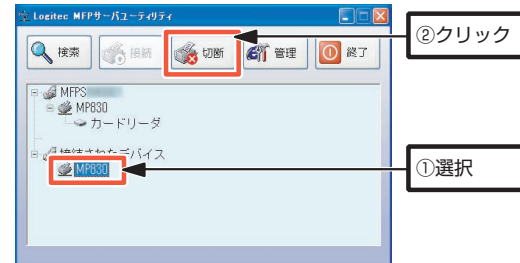 Logitec MFPサーバユーティリティ
検索
接続
切断
管理
終了
②クリック
MFPS
MP830
カードリーダ
接続されたデバイス
MP830
①選択